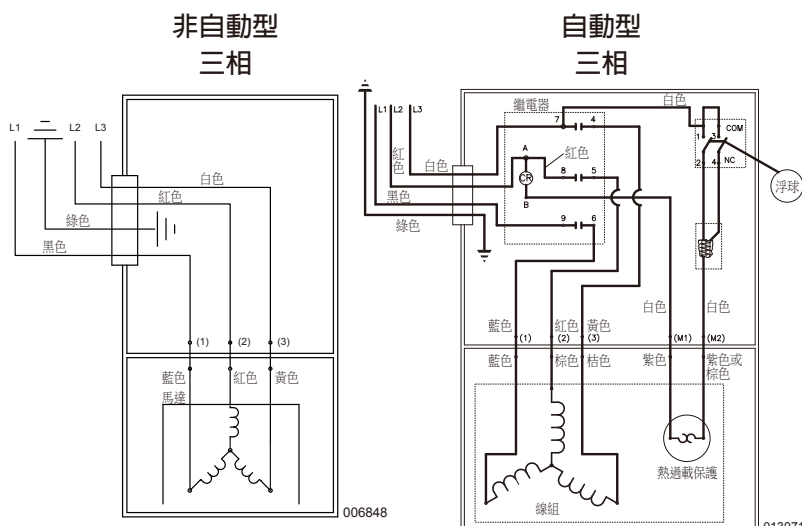 非自動型
三相
L1
L2
L3
白色
紅色
綠色
黑色
(1)
(2)
(3)
藍色
紅色
黃色
馬達
006848
自動型
三相
L1
L2
L3
繼電器
白色
7
4
1
3
COM
紅色
白色
A
紅色
CR
8
5
2
4
NC
浮球
黑色
B
9
6
綠色
白色
白色
藍色
紅色
黃色
(1)
(2)
(3)
(M1)
(M2)
藍色
棕色
桔色
紫色
紫色或
棕色
熱過載保護
線組